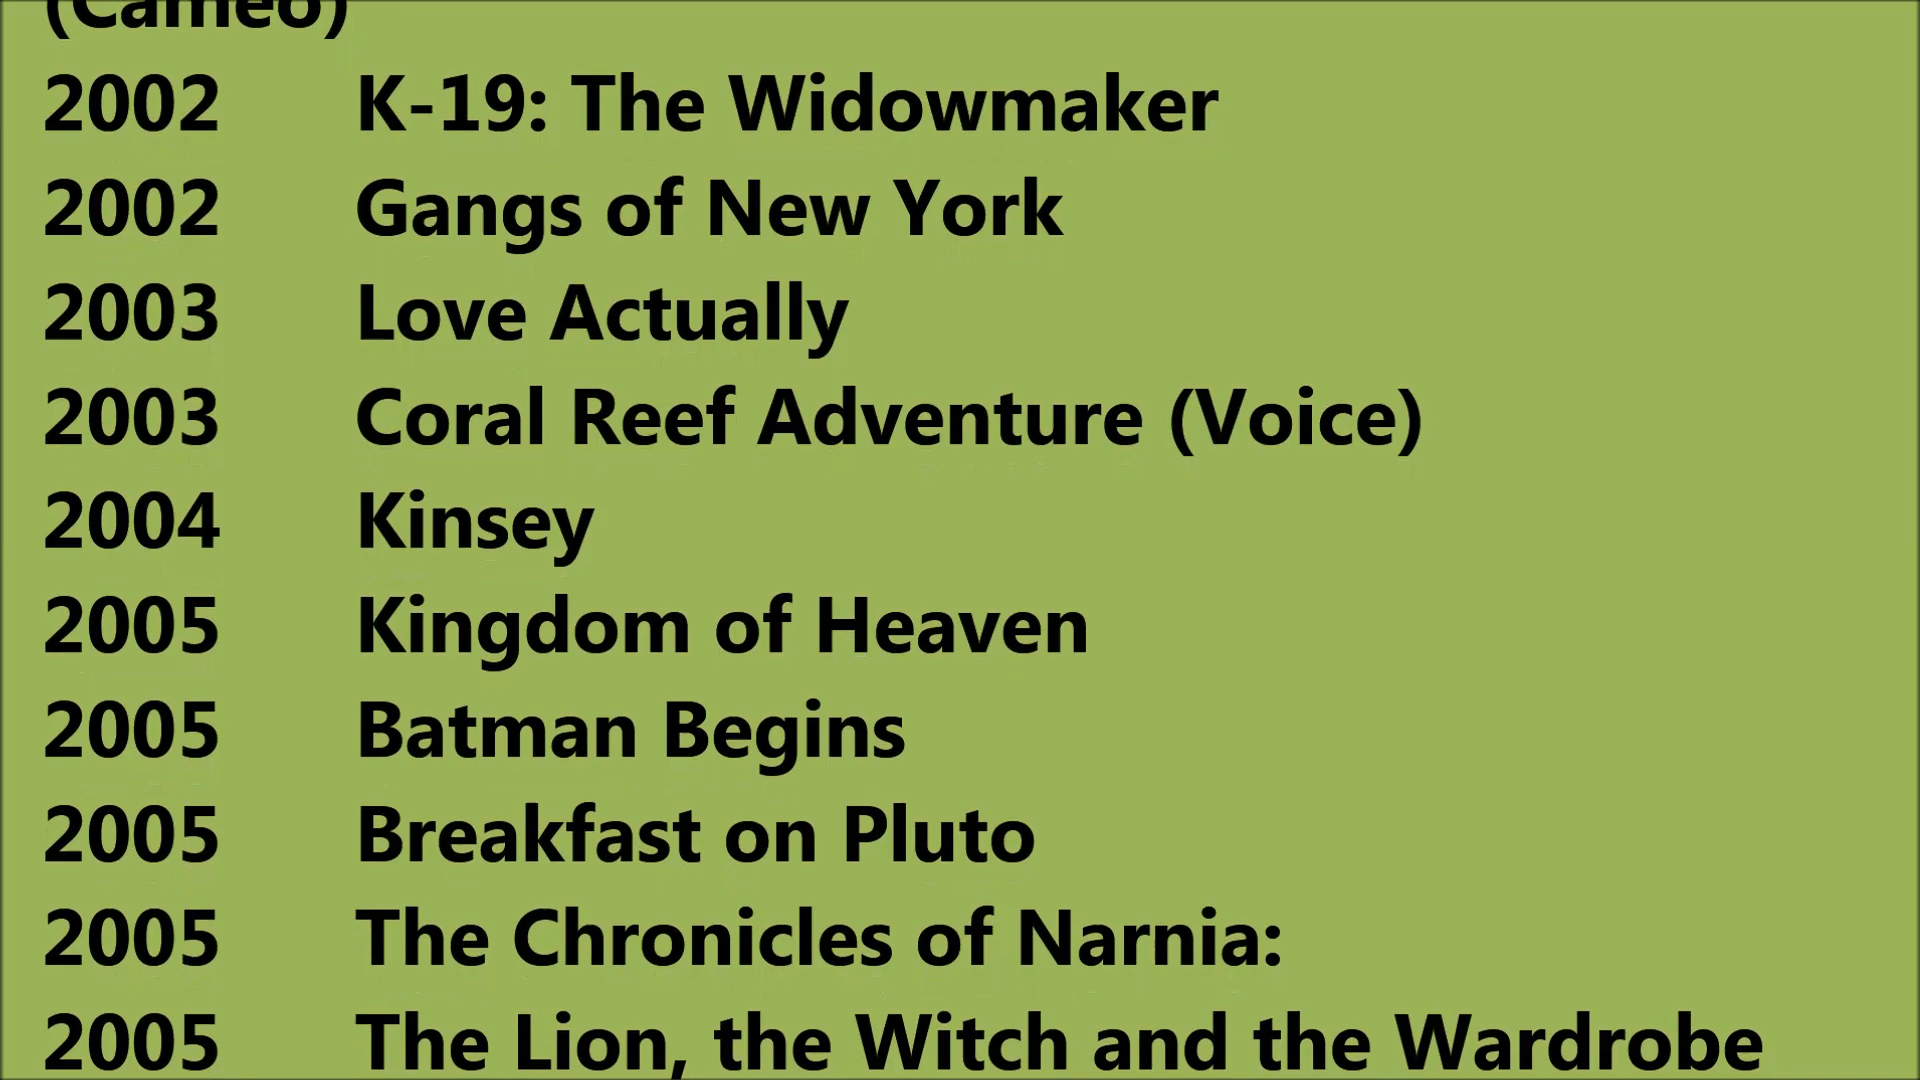 (Cameo)
2002 K-19: The Widowmaker
2002 Gangs of New York
2003 Love Actually
2003 Coral Reef Adventure (Voice)
2004 Kinsey
2005 Kingdom of Heaven
2005 Batman Begins
2005 Breakfast on Pluto
2005 The Chronicles of Narnia:
2005 The Lion, the Witch and the Wardrobe